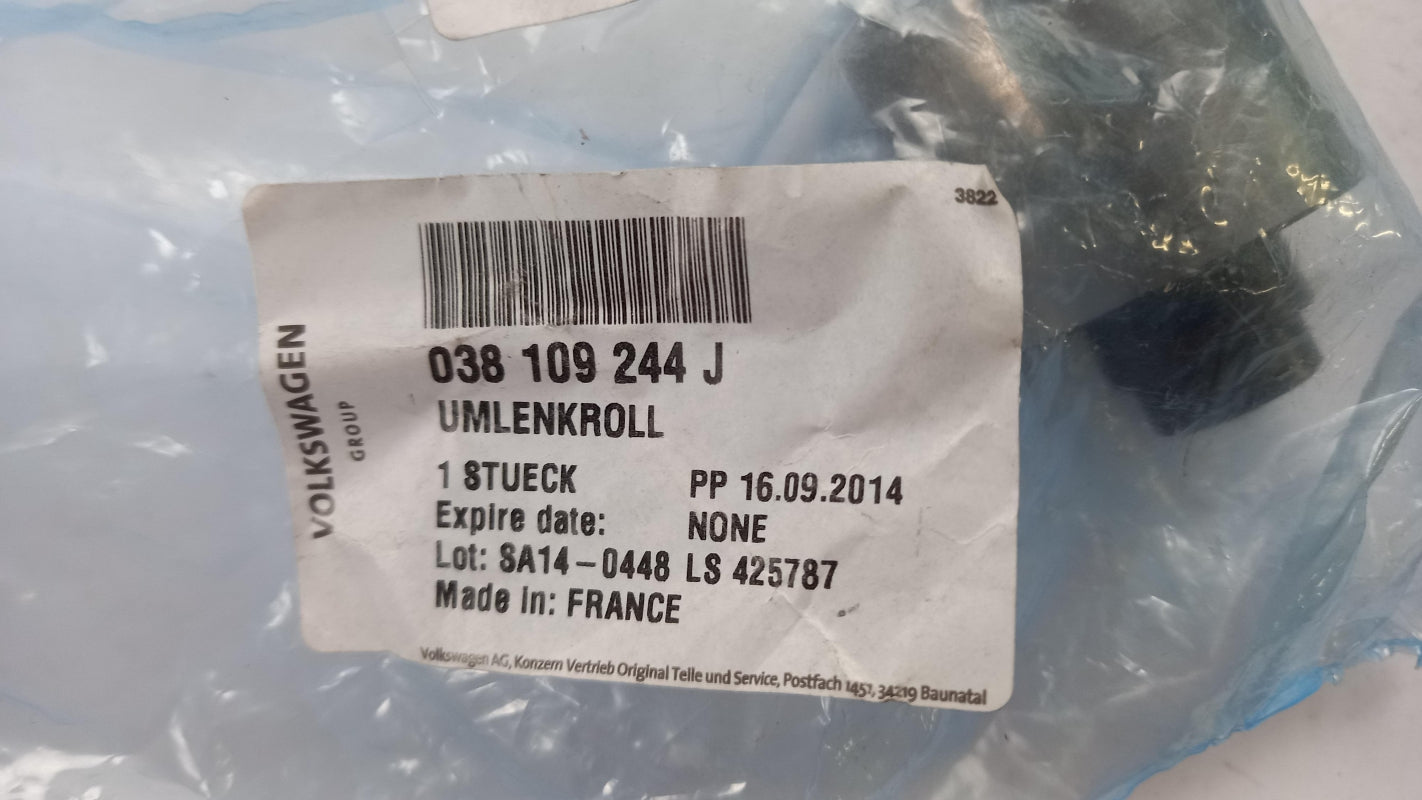 3822
VOLKSWAGEN
GROUP
038 109 244 J
UMLENKROLL
1 STUECK PP 16.09.2014
Expire date: NONE
Lot: SA14-0448 LS 425787
Made in: FRANCE
Volkswagen AG, Konzern Vertrieb Original Teile und Service, Postfach 1457, 34219 Baunatal